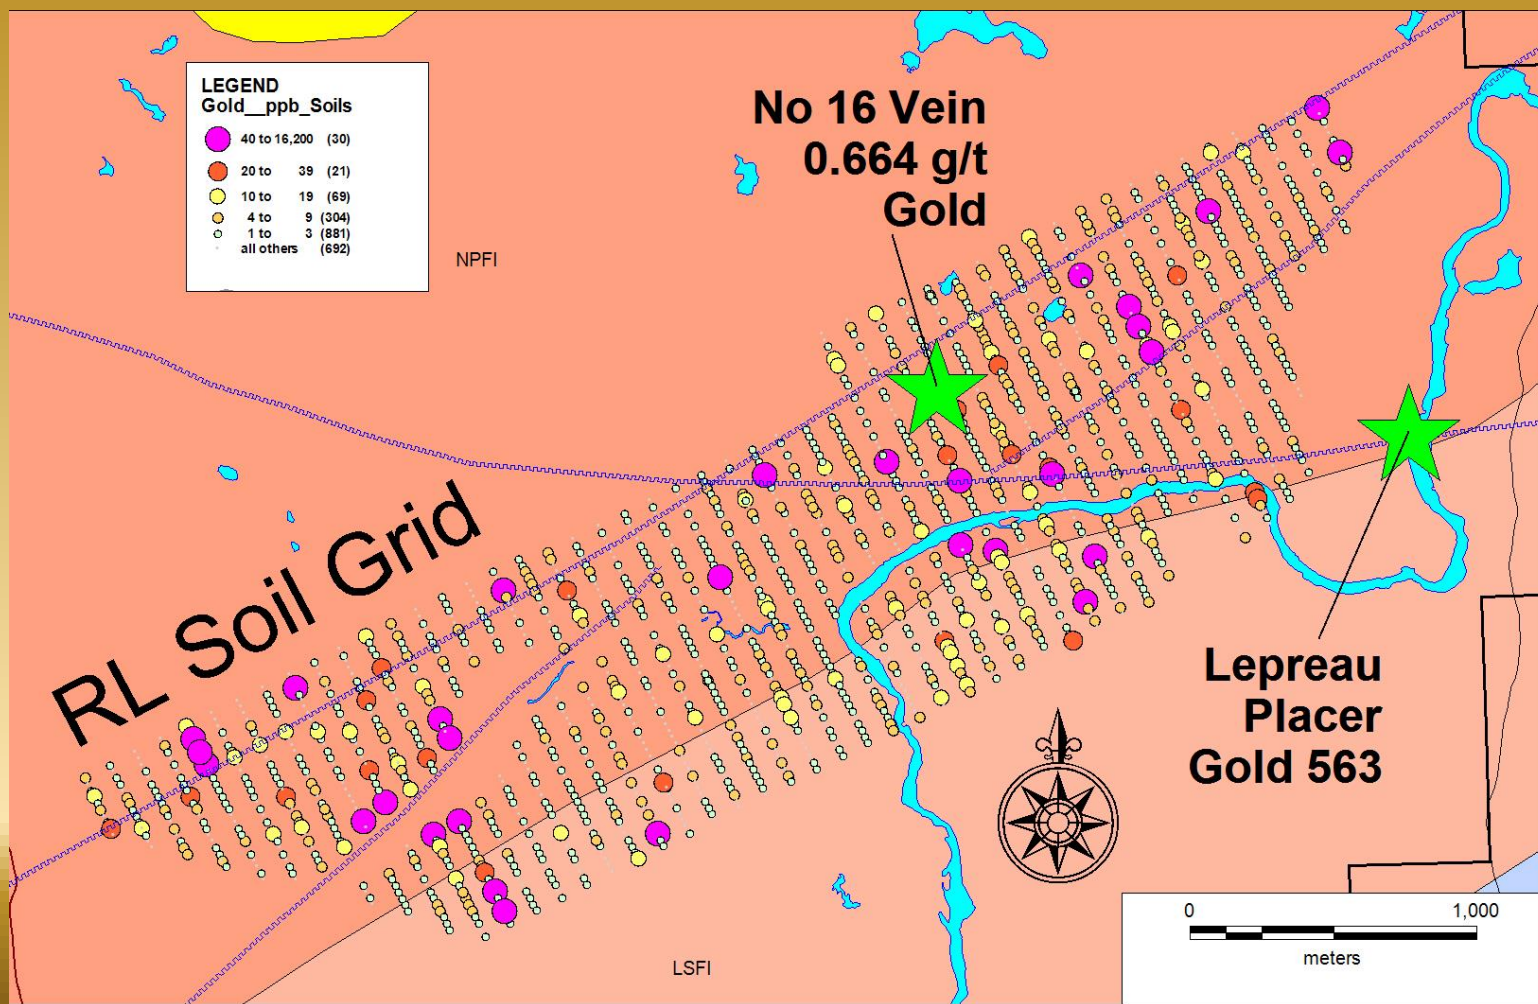 LEGEND
Gold__ppb_Soils
40 to 16,200 (30)
20 to 39 (21)
10 to 19 (69)
4 to 9 (304)
1 to 3 (881)
all others (692)
No 16 Vein
0.664 g/t
Gold
NPFI
RL Soil Grid
Lepreau
Placer
Gold 563
LSFI
0 1,000
meters